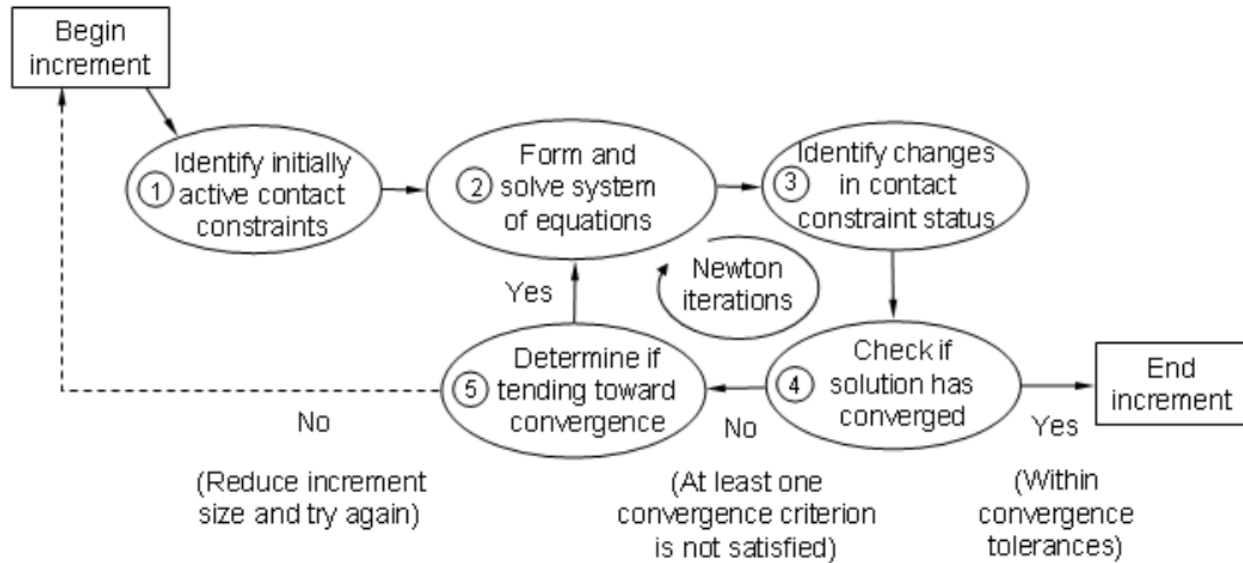 Begin
increment
Identify initially
1 active contact
constraints
Form and
2 solve system
of equations
Identify changes
3 in contact
constraint status
Newton
iterations
Yes
Determine if
5 tending toward
convergence
Check if
4 solution has
converged
End
increment
No
No
Yes
(Reduce increment
size and try again)
(At least one
convergence criterion
is not satisfied)
(Within
convergence
tolerances)